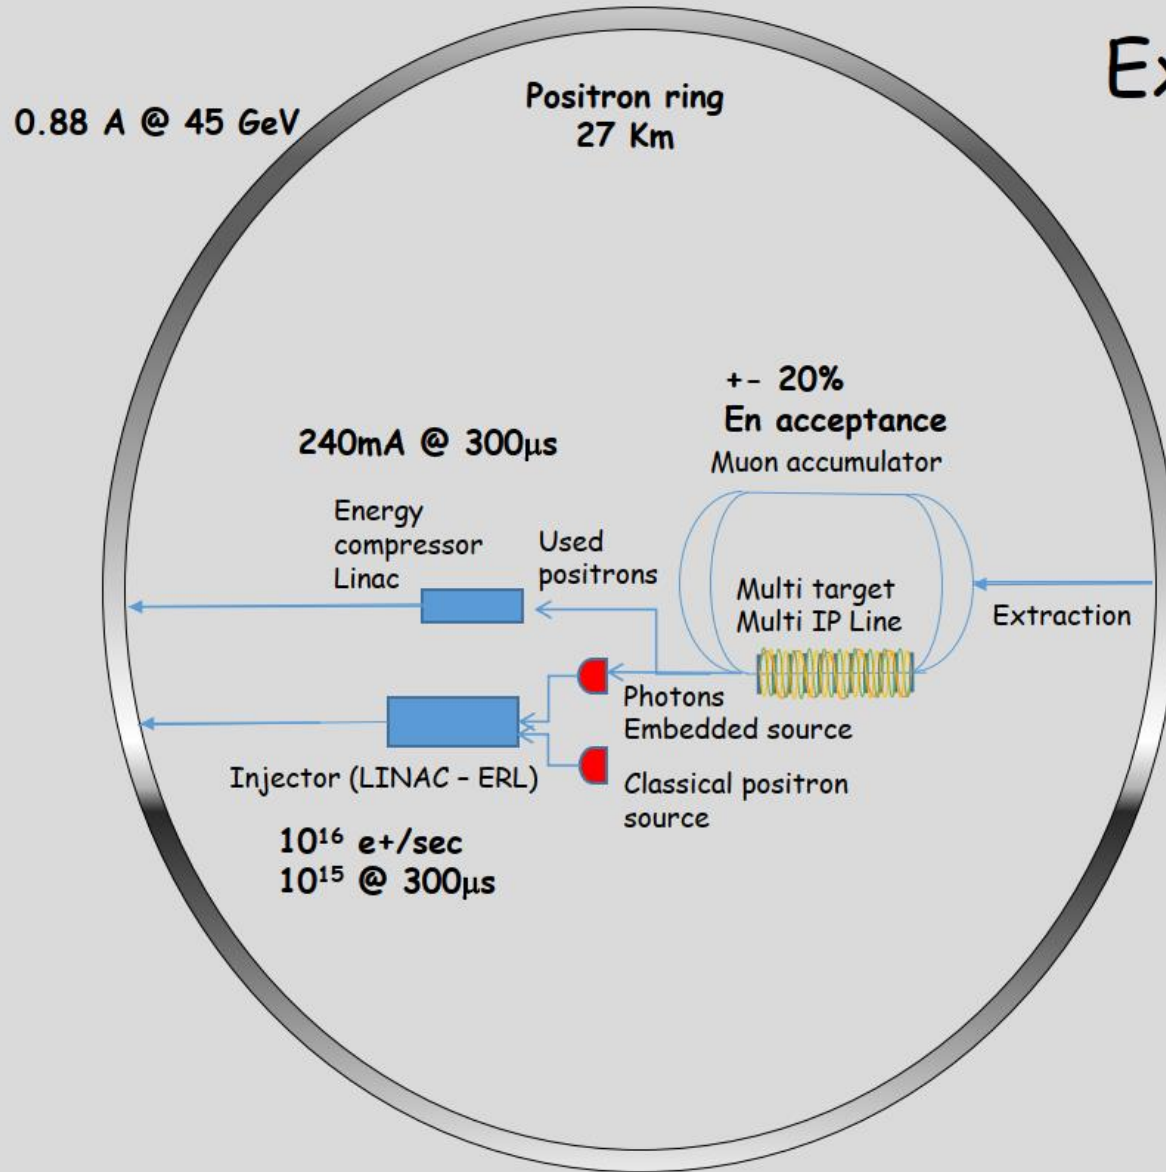 Ex
0.88 A @ 45 GeV
Positron ring
27 Km
+- 20%
En acceptance
Muon accumulator
240mA @ 300μs
Energy
compressor
Linac
Used
positrons
Multi target
Multi IP Line
Extraction
Photons
Embedded source
Injector (LINAC – ERL)
Classical positron
source
10¹⁶ e+/sec
10¹⁵ @ 300μs